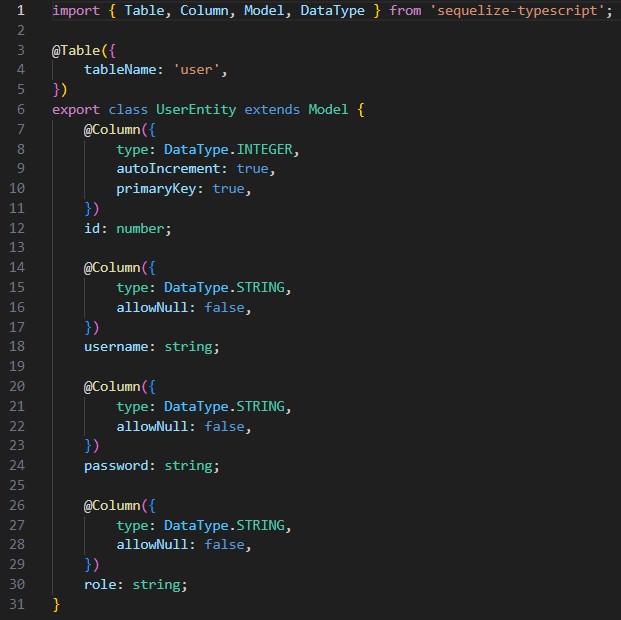 1 import { Table, Column, Model, DataType } from 'sequelize-typescript';
2
3 @Table({
4     tableName: 'user',
5 })
6 export class UserEntity extends Model {
7     @Column({
8         type: DataType.INTEGER,
9         autoIncrement: true,
10         primaryKey: true,
11     })
12     id: number;
13
14     @Column({
15         type: DataType.STRING,
16         allowNull: false,
17     })
18     username: string;
19
20     @Column({
21         type: DataType.STRING,
22         allowNull: false,
23     })
24     password: string;
25
26     @Column({
27         type: DataType.STRING,
28         allowNull: false,
29     })
30     role: string;
31 }